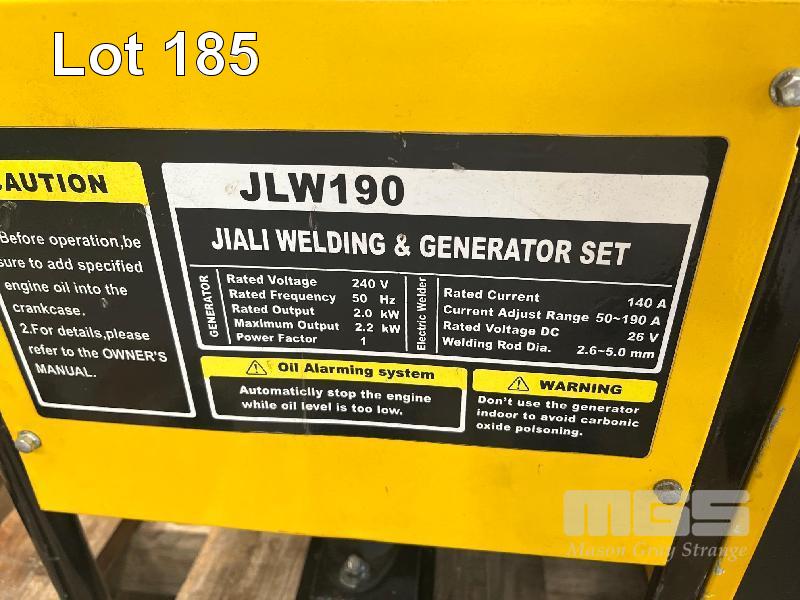 Lot 185
CAUTION
Before operation,be
sure to add specified
engine oil into the
crankcase.
2.For details,please
refer to the OWNER'S
MANUAL.
JLW190
JIALI WELDING & GENERATOR SET
GENERATOR
Rated Voltage 240 V
Rated Frequency 50 Hz
Rated Output 2.0 kW
Maximum Output 2.2 kW
Power Factor 1
Electric Welder
Rated Current 140 A
Current Adjust Range 50~190 A
Rated Voltage DC 26 V
Welding Rod Dia. 2.6~5.0 mm
Oil Alarming system
Automaticlly stop the engine
while oil level is too low.
WARNING
Don't use the generator
indoor to avoid carbonic
oxide poisoning.
MGS
Mason Gray Strange